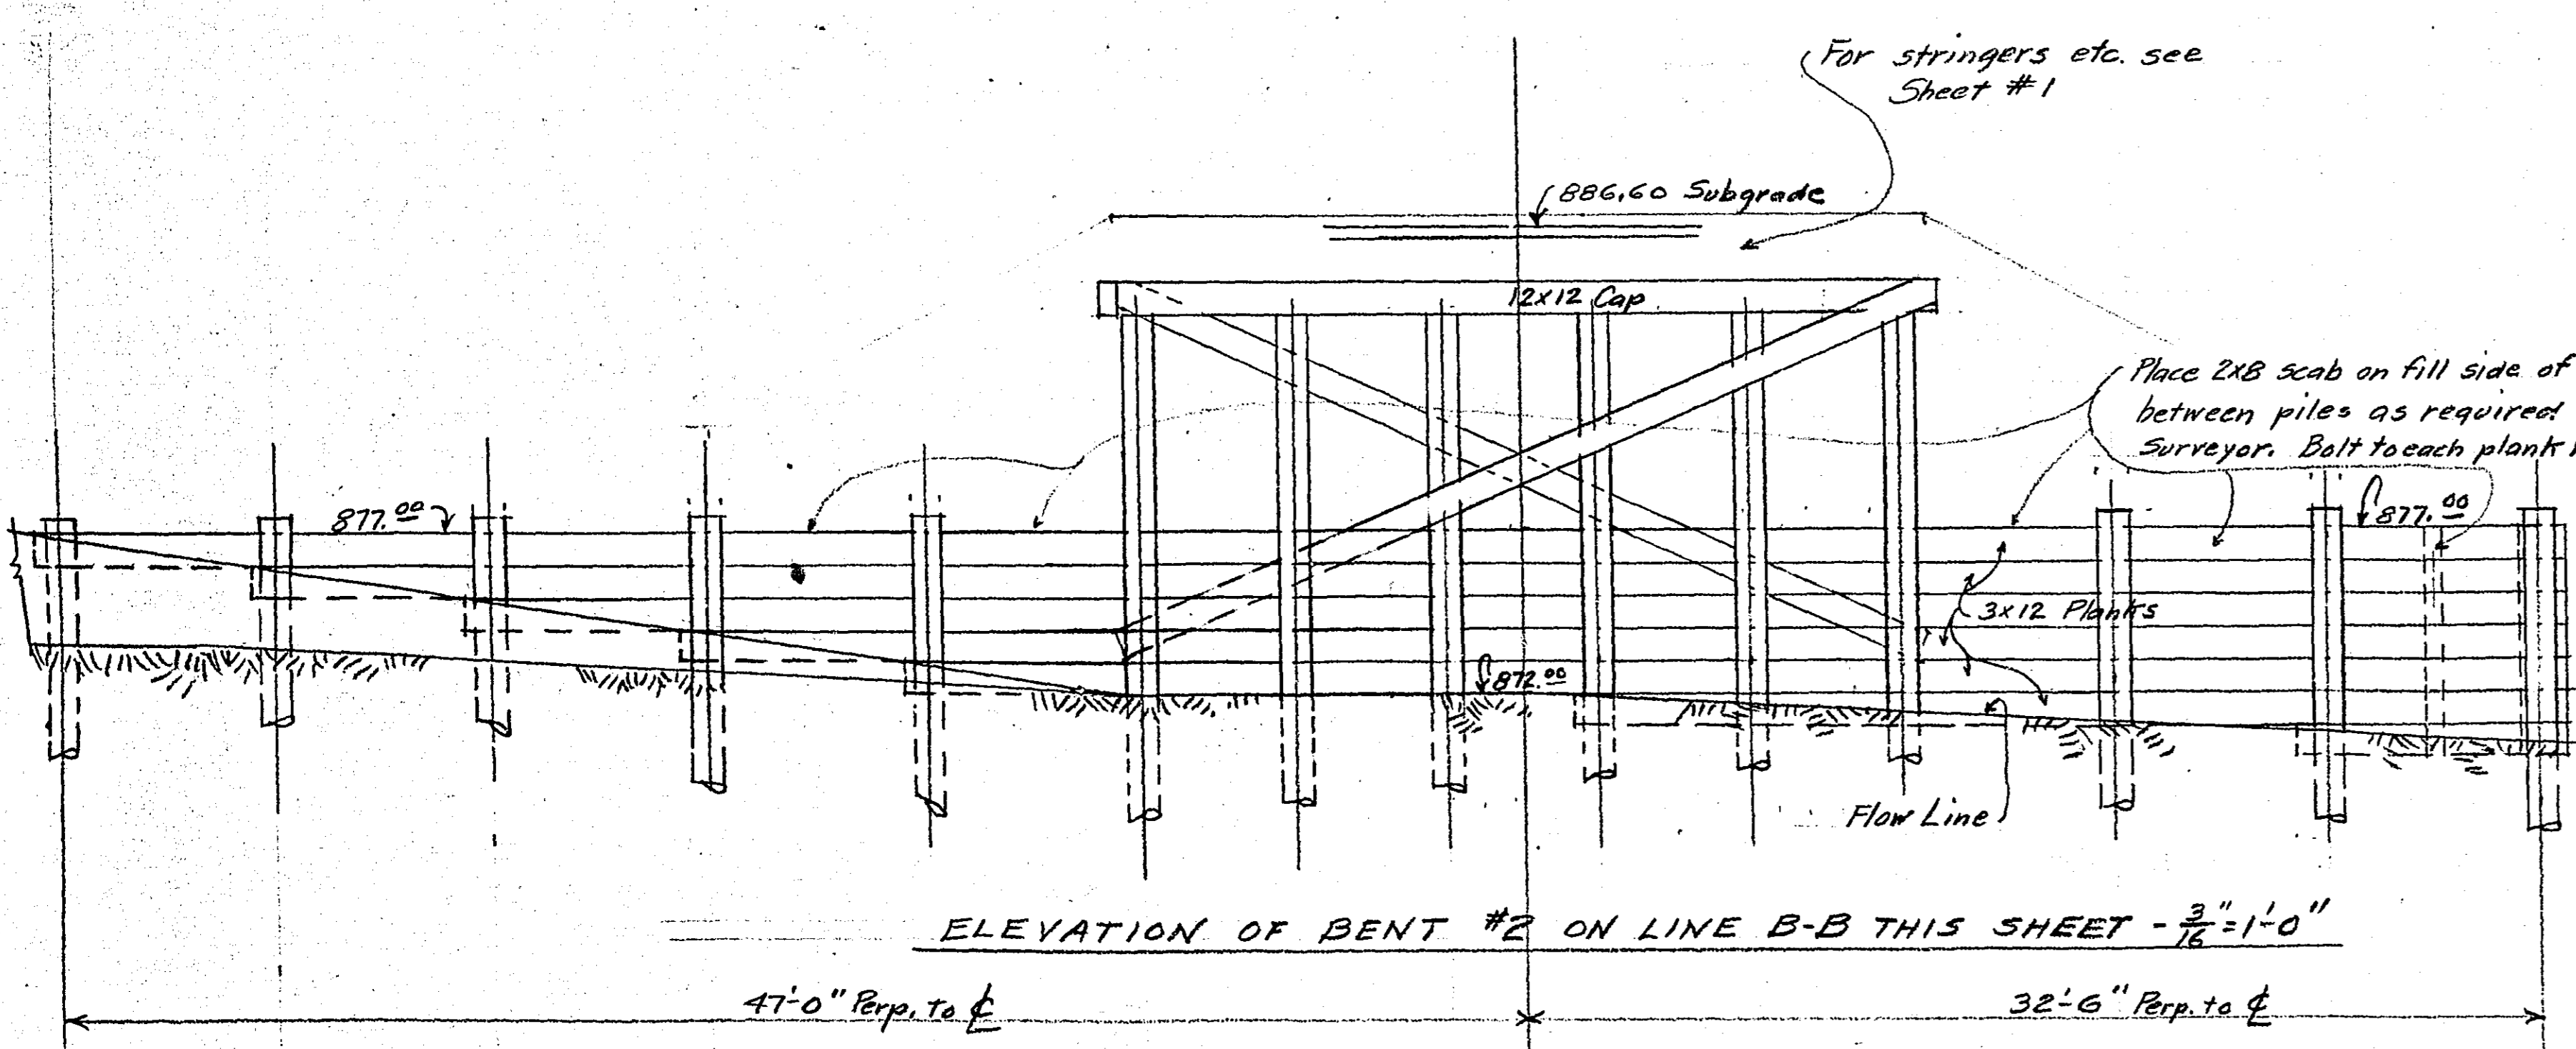 For stringers etc. see
Sheet #1
886.60 Subgrade
12x12 Cap
Place 2x8 scab on fill side of
between piles as required
Surveyor. Bolt to each plank
877.00
877.00
3x12 Planks
872.00
Flow Line
ELEVATION OF BENT #2 ON LINE B-B THIS SHEET - 3/16" = 1'-0"
47'-0" Perp. to ℄
32'-6" Perp. to ℄